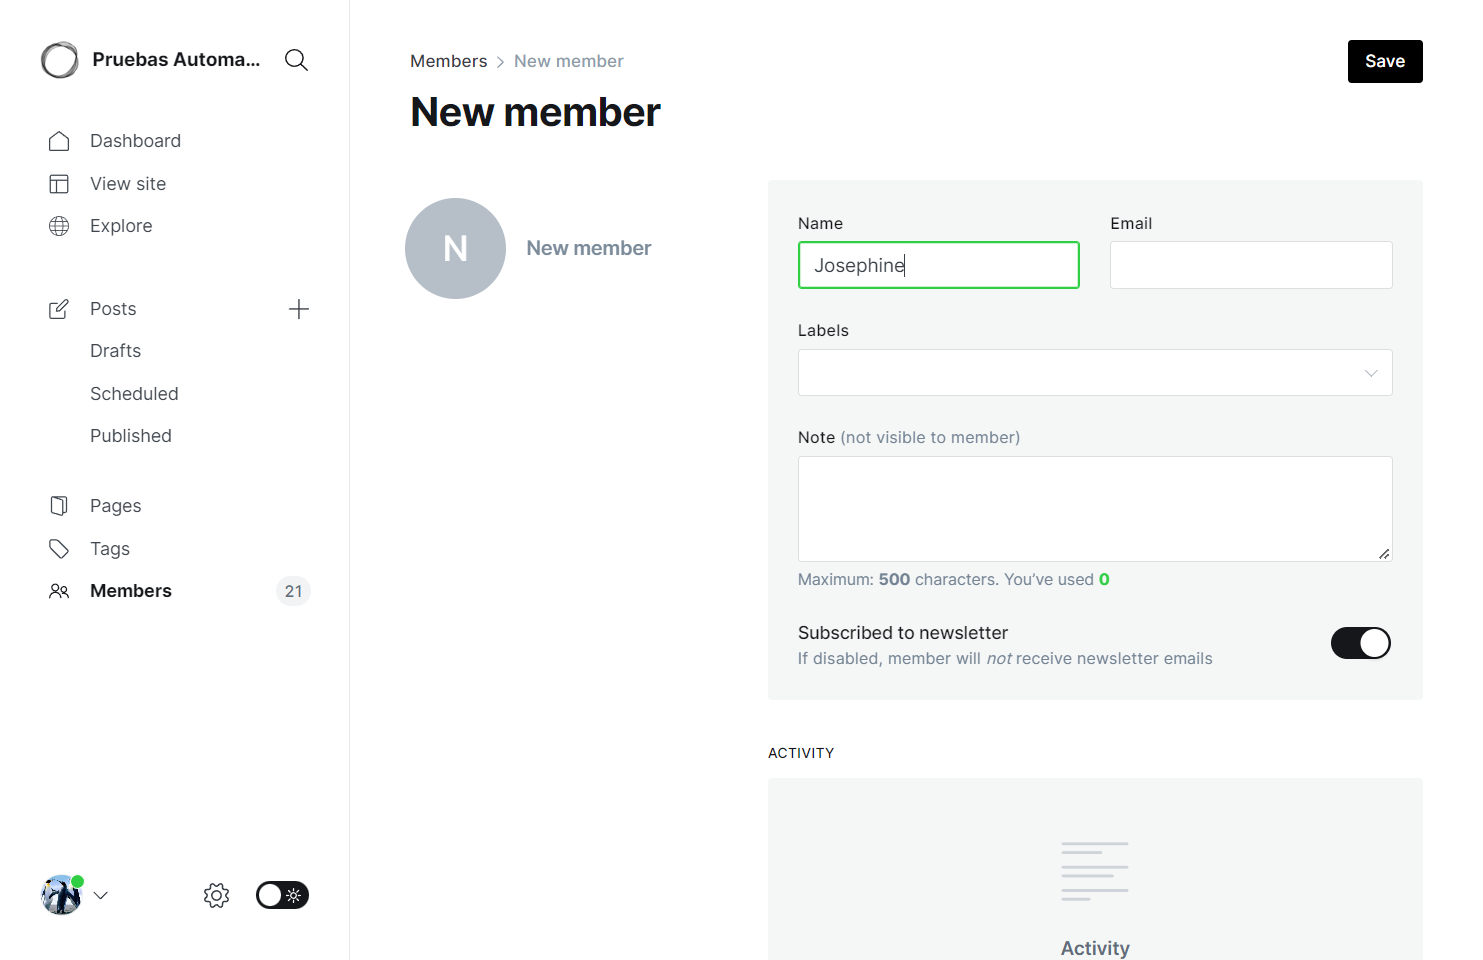 Pruebas Automa...
Dashboard
View site
Explore
Posts
Drafts
Scheduled
Published
Pages
Tags
Members 21
Members > New member
Save
New member
N New member
Name Email
Josephine
Labels
Note (not visible to member)
Maximum: 500 characters. You’ve used 0
Subscribed to newsletter
If disabled, member will not receive newsletter emails
ACTIVITY
Activity